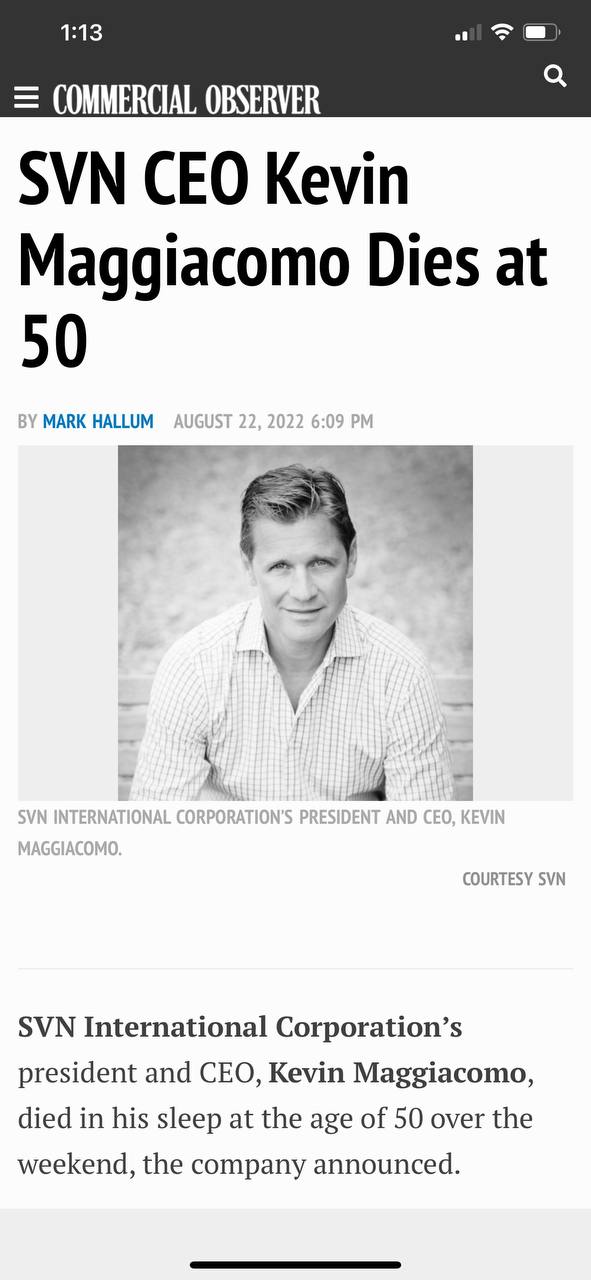 1:13
COMMERCIAL OBSERVER
SVN CEO Kevin
Maggiacomo Dies at
50
BY MARK HALLUM AUGUST 22, 2022 6:09 PM
SVN INTERNATIONAL CORPORATION'S PRESIDENT AND CEO, KEVIN
MAGGIACOMO.
COURTESY SVN
SVN International Corporation’s
president and CEO, Kevin Maggiacomo,
died in his sleep at the age of 50 over the
weekend, the company announced.